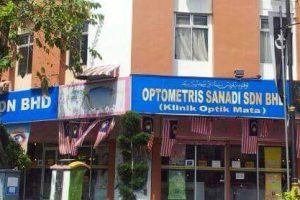 DN BHD
OPTOMETRIS SANADI SDN BHD
(Klinik Optik Mata)